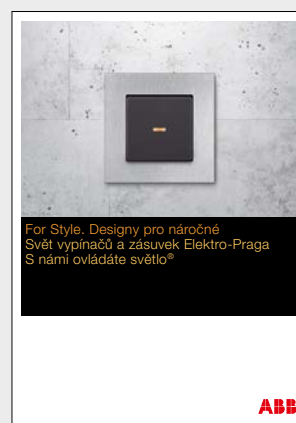 For Style. Designy pro náročné
Svět vypínačů a zásuvek Elektro-Praga
S námi ovládáte světlo®
ABB